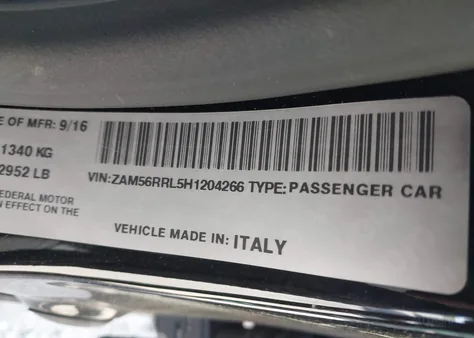 E OF MFR: 9/16
1340 KG
2952 LB
VIN:ZAM56RRL5H1204266 TYPE: PASSENGER CAR
EDERAL MOTOR
N EFFECT ON THE
VEHICLE MADE IN: ITALY